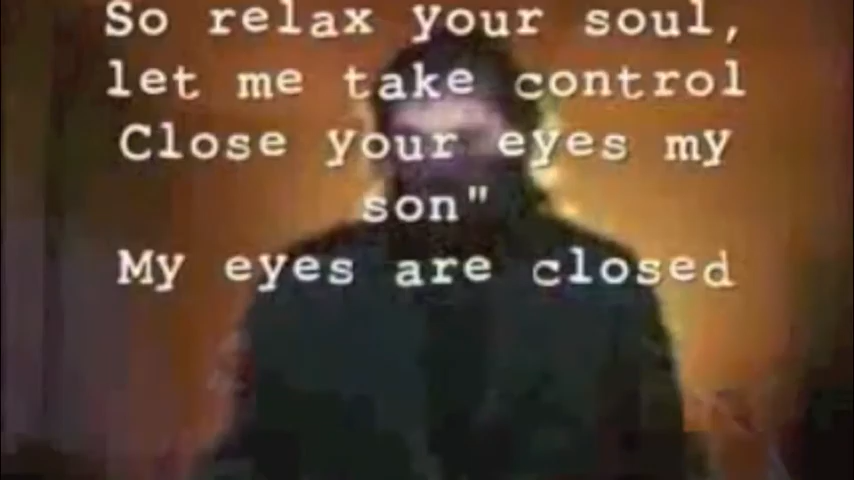 So relax your soul,
let me take control
Close your eyes my
son"
My eyes are closed